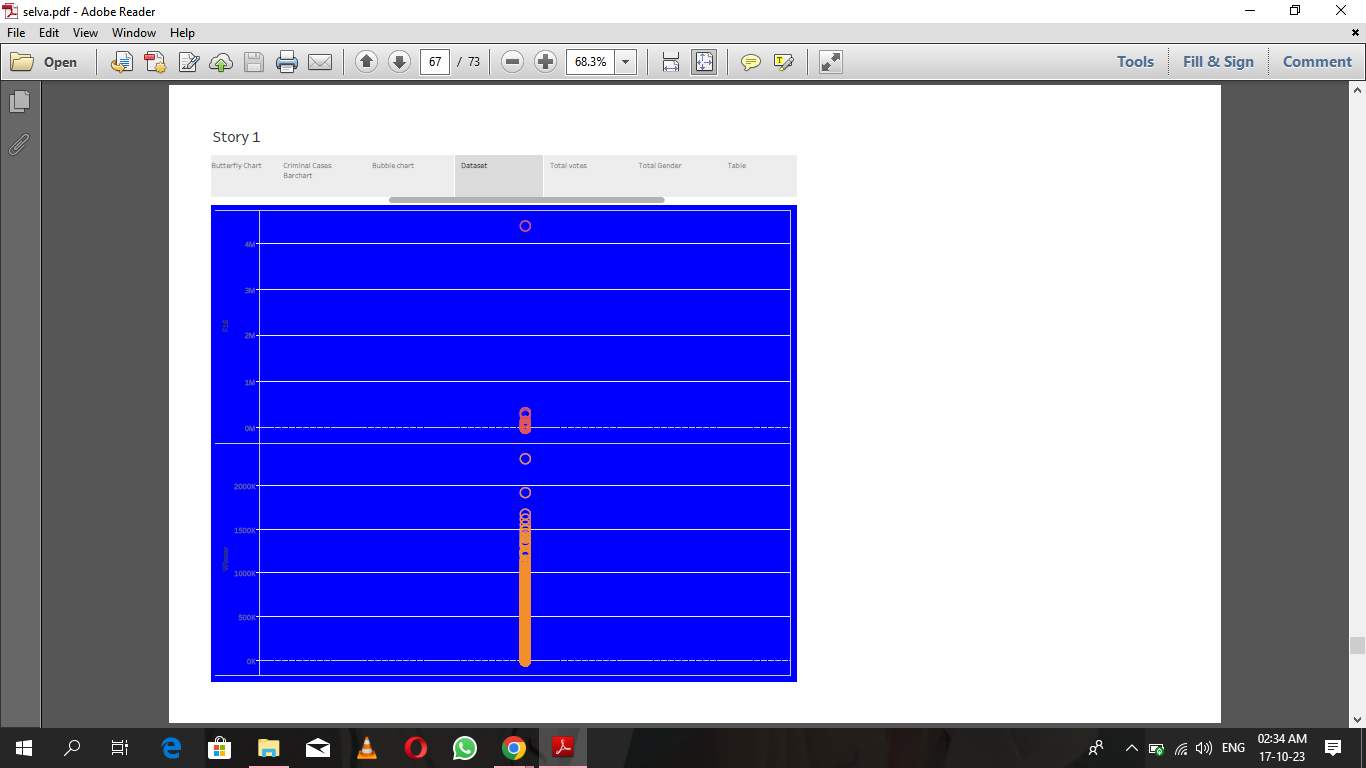 selva.pdf - Adobe Reader
File Edit View Window Help
Open 67 / 73 68.3% Tools Fill & Sign Comment
Story 1
Butterfly Chart
Criminal Cases
Barchart
Bubble chart
Dataset
Total votes
Total Gender
Table
4M
3M
F16
2M
1M
0M
2000K
1500K
Winner
1000K
500K
0K
ENG
02:34 AM
17-10-23